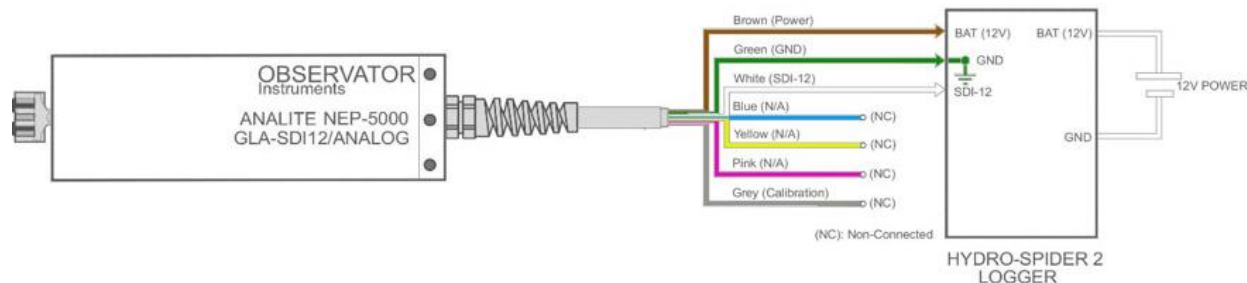 OBSERVATOR
Instruments
ANALITE NEP-5000
GLA-SDI12/ANALOG
Brown (Power)
Green (GND)
White (SDI-12)
Blue (N/A)
(NC)
Yellow (N/A)
(NC)
Pink (N/A)
(NC)
Grey (Calibration)
(NC)
(NC): Non-Connected
BAT (12V)
BAT (12V)
GND
SDI-12
GND
12V POWER
HYDRO-SPIDER 2
LOGGER